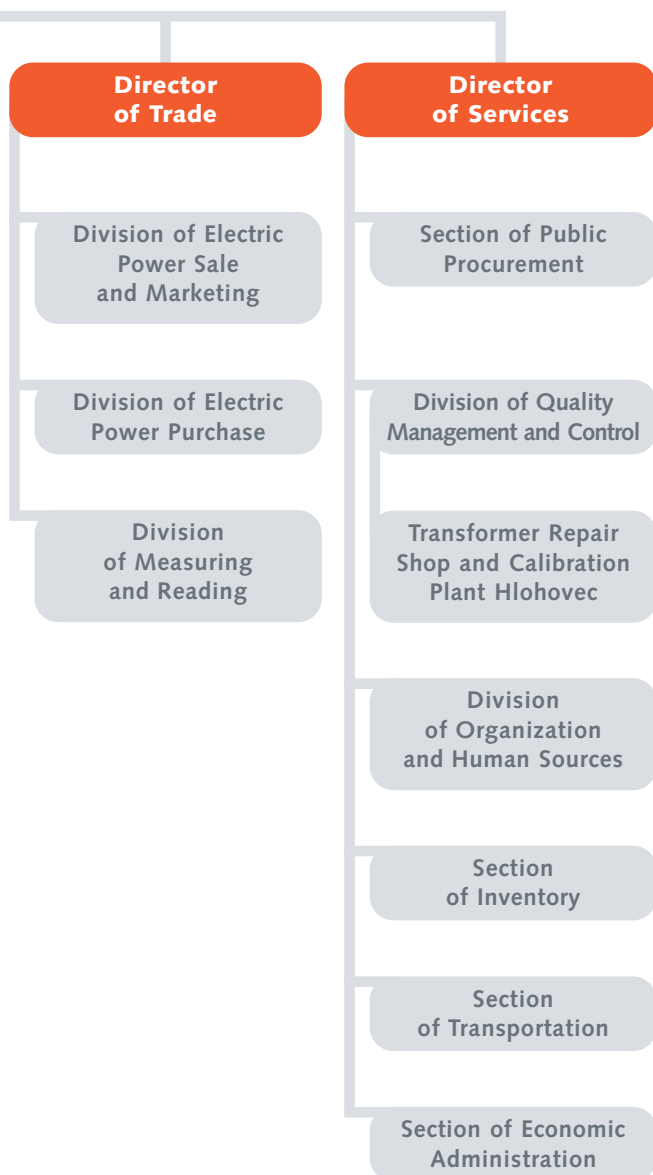 Director
of Trade
Division of Electric
Power Sale
and Marketing
Division of Electric
Power Purchase
Division
of Measuring
and Reading
Director
of Services
Section of Public
Procurement
Division of Quality
Management and Control
Transformer Repair
Shop and Calibration
Plant Hlohovec
Division
of Organization
and Human Sources
Section
of Inventory
Section
of Transportation
Section of Economic
Administration